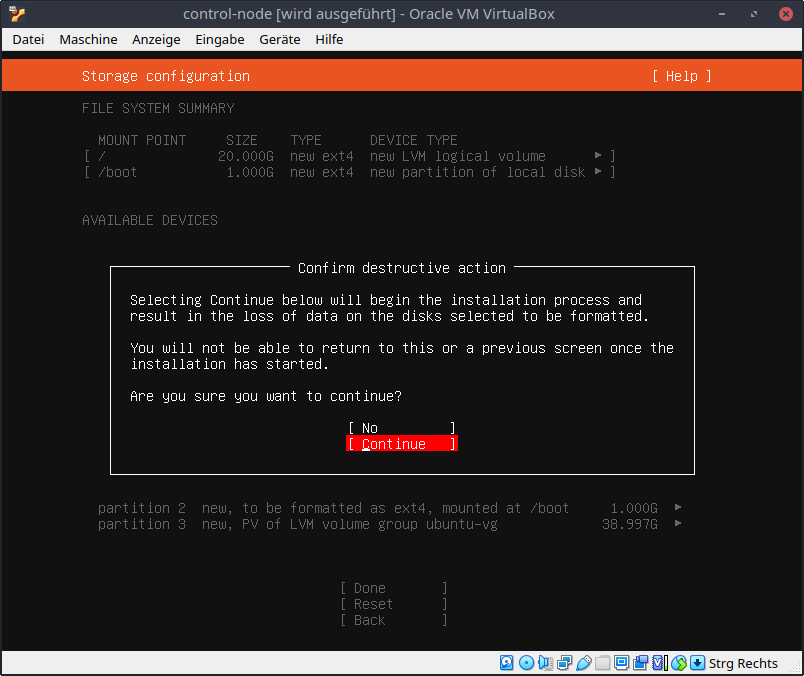 control-node [wird ausgeführt] - Oracle VM VirtualBox
Datei Maschine Anzeige Eingabe Geräte Hilfe
Storage configuration [ Help ]
FILE SYSTEM SUMMARY
MOUNT POINT SIZE TYPE DEVICE TYPE
[ / 20.000G new ext4 new LVM logical volume ▸ ]
[ /boot 1.000G new ext4 new partition of local disk ▸ ]
AVAILABLE DEVICES
Confirm destructive action
Selecting Continue below will begin the installation process and
result in the loss of data on the disks selected to be formatted.
You will not be able to return to this or a previous screen once the
installation has started.
Are you sure you want to continue?
[ No ]
[ Continue ]
partition 2 new, to be formatted as ext4, mounted at /boot 1.000G ▸
partition 3 new, PV of LVM volume group ubuntu-vg 38.997G ▸
[ Done ]
[ Reset ]
[ Back ]
Strg Rechts